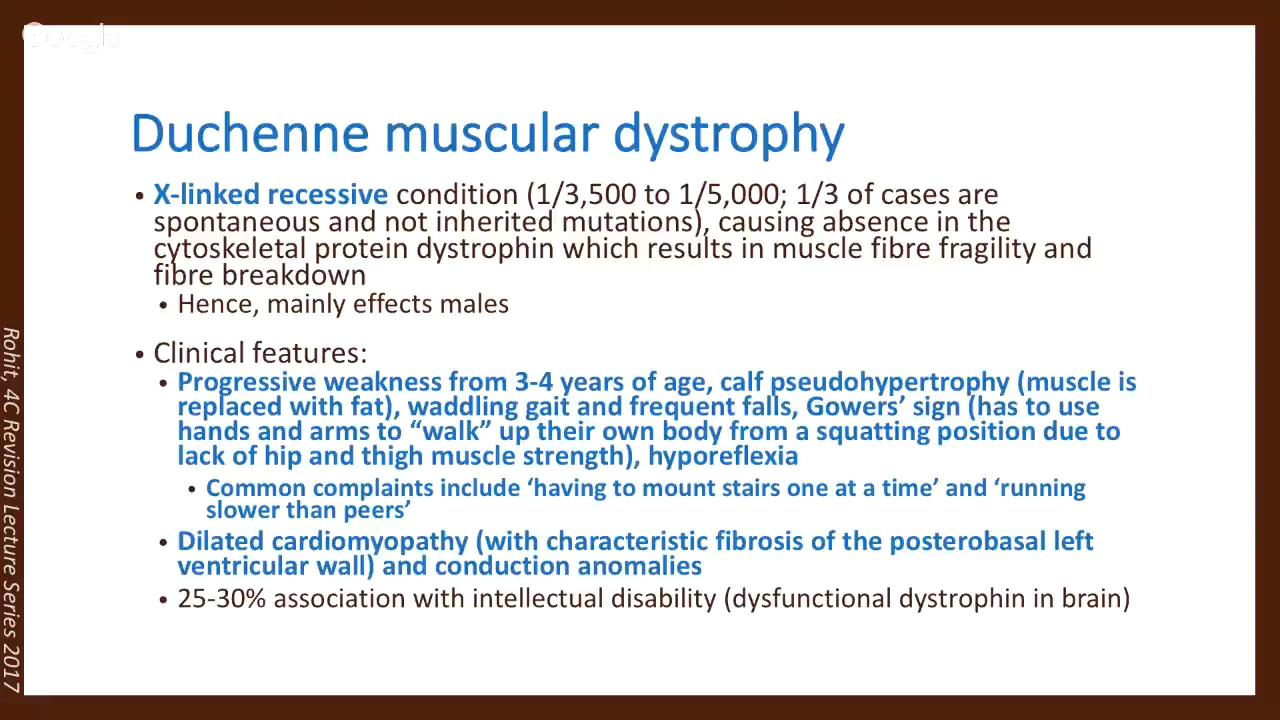 Google
Duchenne muscular dystrophy
• X-linked recessive condition (1/3,500 to 1/5,000; 1/3 of cases are
spontaneous and not inherited mutations), causing absence in the
cytoskeletal protein dystrophin which results in muscle fibre fragility and
fibre breakdown
• Hence, mainly effects males
• Clinical features:
• Progressive weakness from 3-4 years of age, calf pseudohypertrophy (muscle is
replaced with fat), waddling gait and frequent falls, Gowers’ sign (has to use
hands and arms to “walk” up their own body from a squatting position due to
lack of hip and thigh muscle strength), hyporeflexia
• Common complaints include ‘having to mount stairs one at a time’ and ‘running
slower than peers’
• Dilated cardiomyopathy (with characteristic fibrosis of the posterobasal left
ventricular wall) and conduction anomalies
• 25-30% association with intellectual disability (dysfunctional dystrophin in brain)
Rohit, 4C Revision Lecture Series 2017